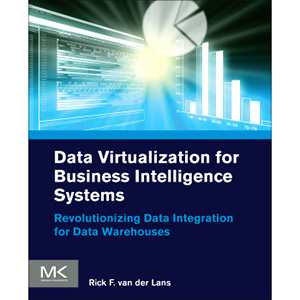 Data Virtualization for
Business Intelligence
Systems
Revolutionizing Data Integration
for Data Warehouses
MK
Rick F. van der Lans